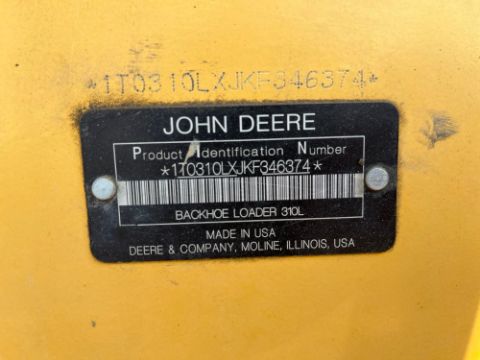 *1T0310LXJKF346374*
JOHN DEERE
Product Identification Number
*1T0310LXJKF346374*
BACKHOE LOADER 310L
MADE IN USA
DEERE & COMPANY, MOLINE, ILLINOIS, USA